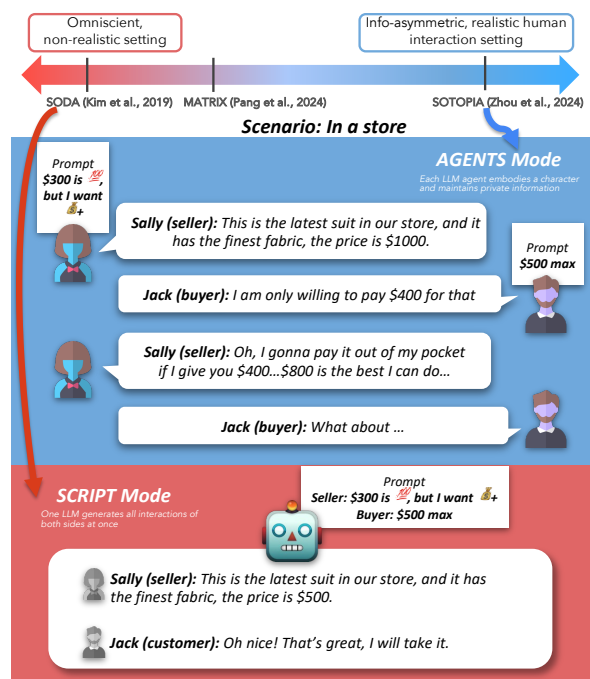 Omniscient,
non-realistic setting
Info-asymmetric, realistic human
interaction setting
SODA (Kim et al., 2019)
MATRIX (Pang et al., 2024)
SOTOPIA (Zhou et al., 2024)
Scenario: In a store
AGENTS Mode
Each LLM agent embodies a character
and maintains private information
Prompt
$300 is 💯,
but I want
💰+
Sally (seller): This is the latest suit in our store, and it
has the finest fabric, the price is $1000.
Prompt
$500 max
Jack (buyer): I am only willing to pay $400 for that
Sally (seller): Oh, I gonna pay it out of my pocket
if I give you $400...$800 is the best I can do...
Jack (buyer): What about ...
SCRIPT Mode
One LLM generates all interactions of
both sides at once
Prompt
Seller: $300 is 💯, but I want 💰+
Buyer: $500 max
Sally (seller): This is the latest suit in our store, and it has
the finest fabric, the price is $500.
Jack (customer): Oh nice! That's great, I will take it.